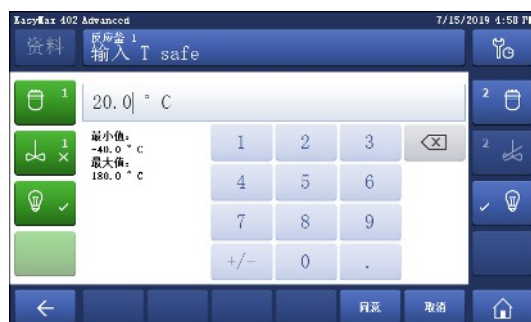 EasyMax 402 Advanced
7/15/2019 4:58 PM
资料
反应釜 1
输入 T safe
1
20.0 °C
2
1
最小值:
-40.0 °C
最大值:
180.0 °C
1 2 3
2
4 5 6
7 8 9
+/- 0 .
同意
取消